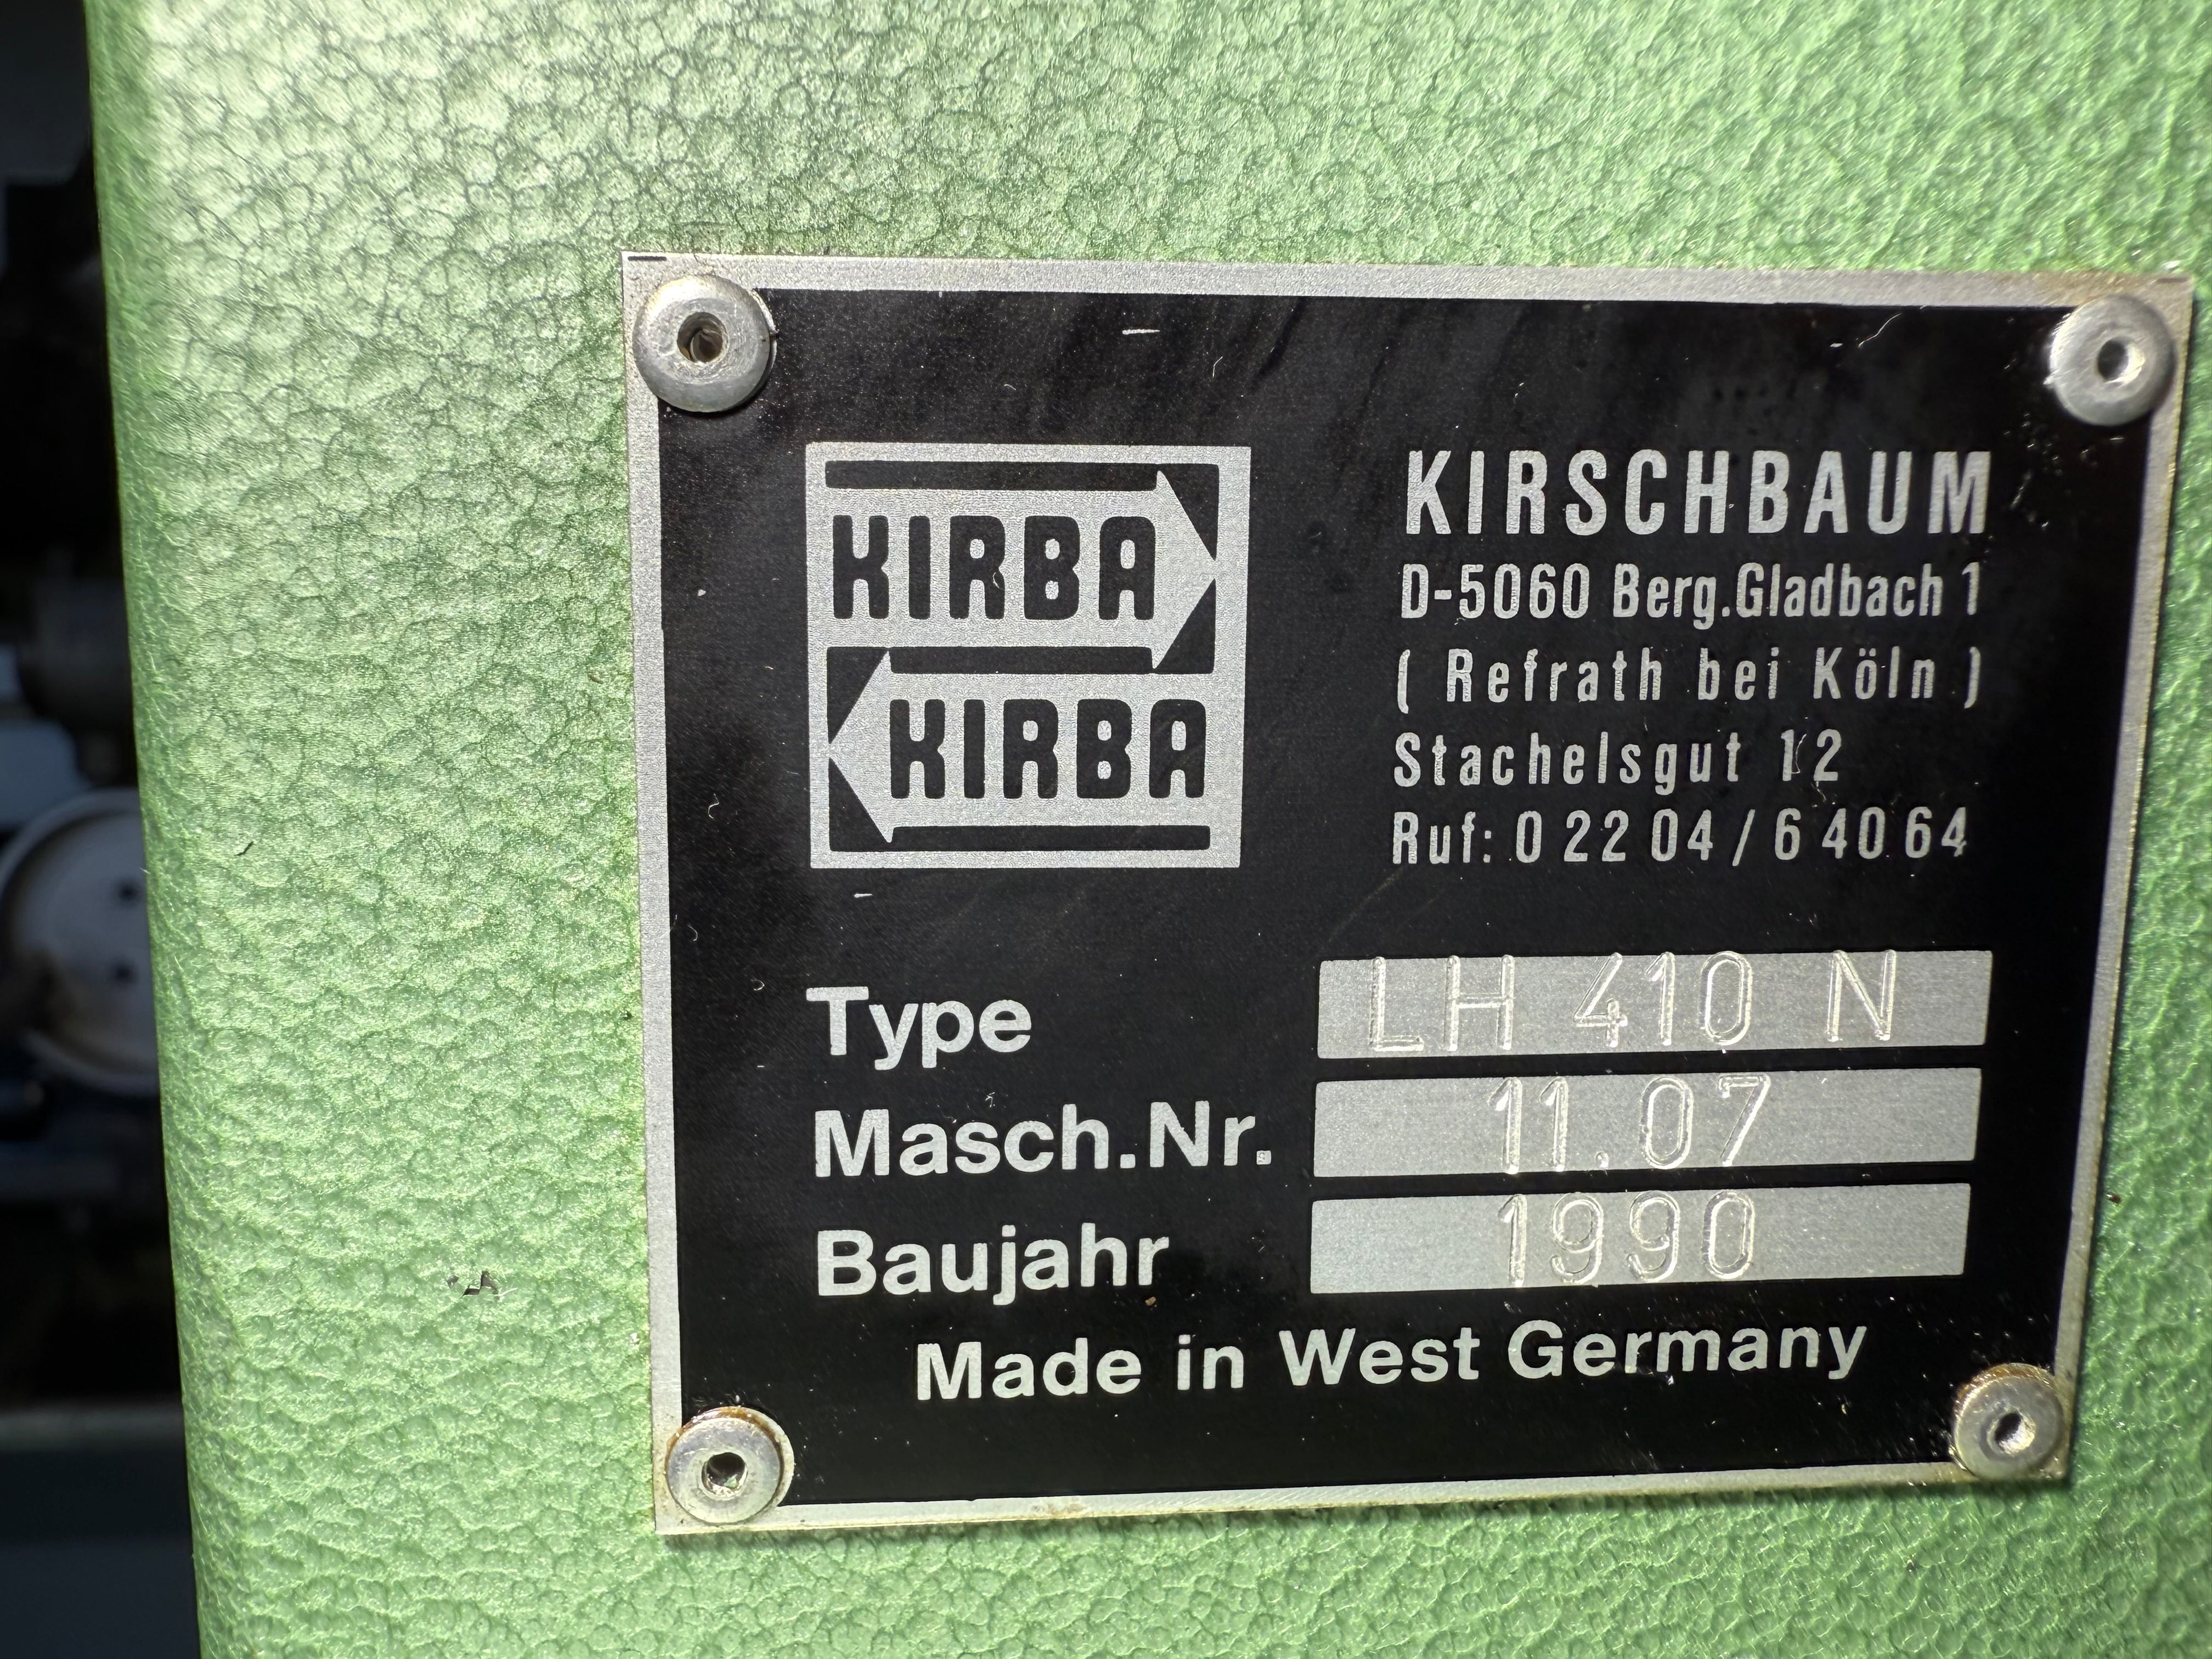 KIRBA
KIRBA
KIRSCHBAUM
D-5060 Berg.Gladbach 1
( Refrath bei Köln )
Stachelsgut 12
Ruf: 0 22 04 / 6 40 64
Type LH 410 N
Masch.Nr. 11.07
Baujahr 1990
Made in West Germany